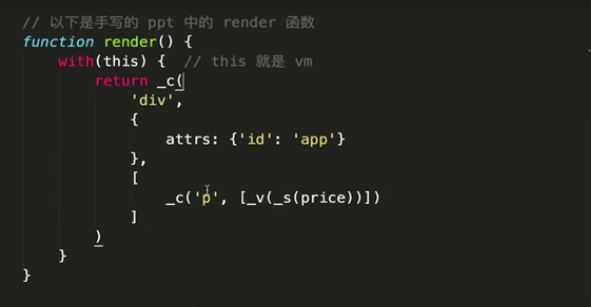 // 以下是手写的 ppt 中的 render 函数
function render() {
    with(this) {  // this 就是 vm
        return _c(
            'div',
            {
                attrs: {'id': 'app'}
            },
            [
                _c('p', [_v(_s(price))])
            ]
        )
    }
}